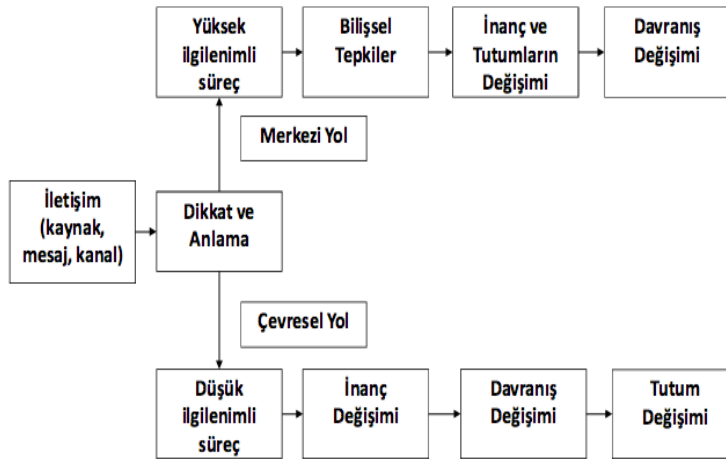 Yüksek
ilgilenimli
süreç
Bilişsel
Tepkiler
İnanç ve
Tutumların
Değişimi
Davranış
Değişimi
Merkezi Yol
İletişim
(kaynak,
mesaj, kanal)
Dikkat ve
Anlama
Çevresel Yol
Düşük
ilgilenimli
süreç
İnanç
Değişimi
Davranış
Değişimi
Tutum
Değişimi